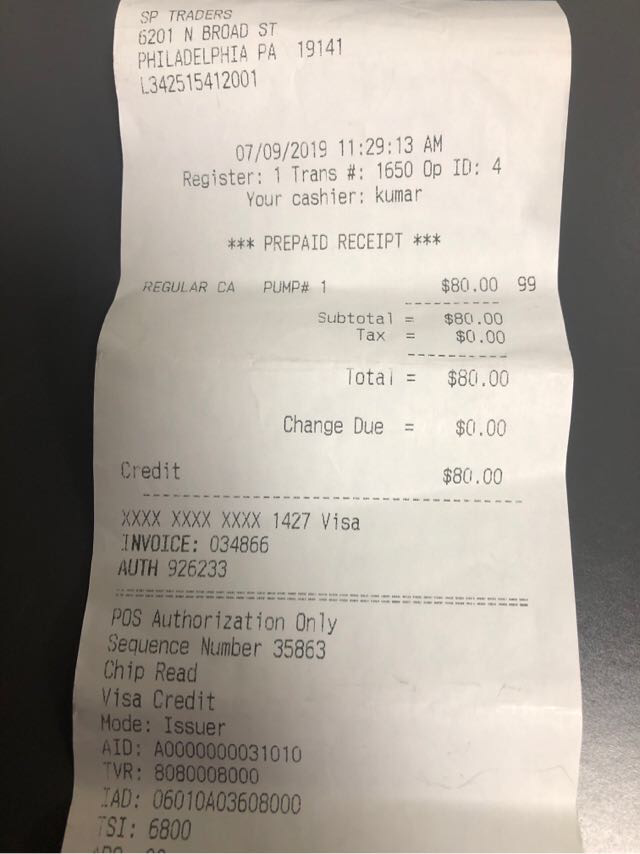 SP TRADERS
6201 N BROAD ST
PHILADELPHIA PA 19141
L342515412001
07/09/2019 11:29:13 AM
Register: 1 Trans #: 1650 Op ID: 4
Your cashier: kumar
*** PREPAID RECEIPT ***
REGULAR CA PUMP# 1 $80.00 99
Subtotal = $80.00
Tax = $0.00
Total = $80.00
Change Due = $0.00
Credit $80.00
XXXX XXXX XXXX 1427 Visa
INVOICE: 034866
AUTH 926233
POS Authorization Only
Sequence Number 35863
Chip Read
Visa Credit
Mode: Issuer
AID: A0000000031010
TVR: 8080008000
IAD: 06010A03608000
TSI: 6800